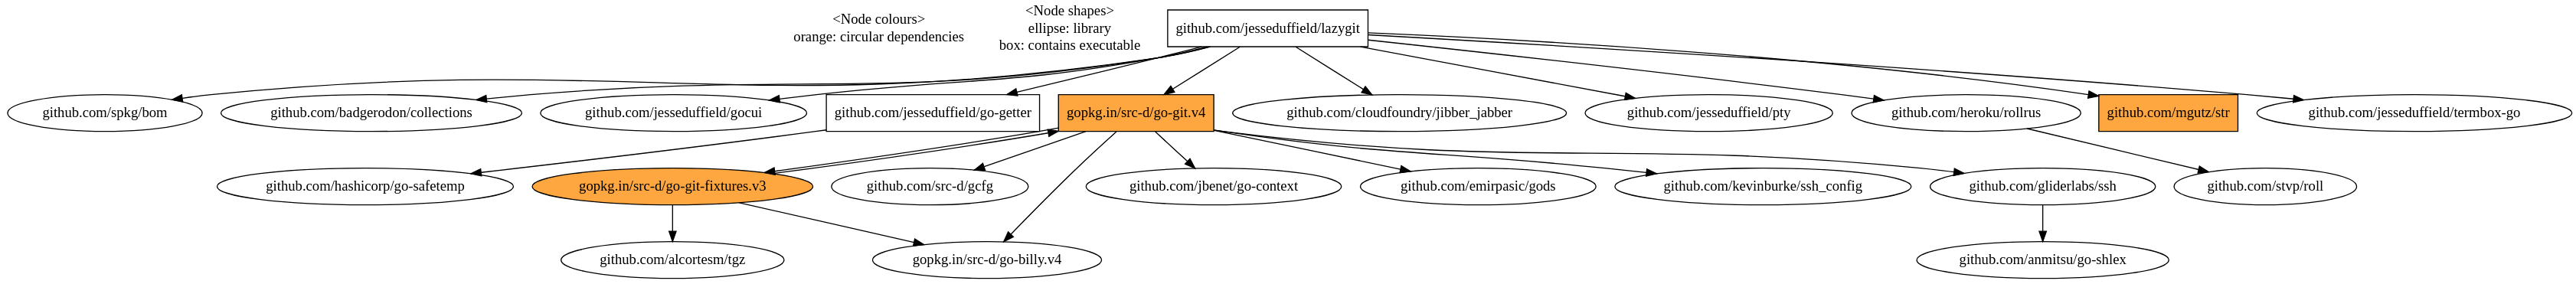 <Node colours>
orange: circular dependencies
<Node shapes>
ellipse: library
box: contains executable
github.com/jesseduffield/lazygit
github.com/spkg/bom
github.com/badgerodon/collections
github.com/jesseduffield/gocui
github.com/jesseduffield/go-getter
gopkg.in/src-d/go-git.v4
github.com/cloudfoundry/jibber_jabber
github.com/jesseduffield/pty
github.com/heroku/rollrus
github.com/mgutz/str
github.com/jesseduffield/termbox-go
github.com/hashicorp/go-safetemp
gopkg.in/src-d/go-git-fixtures.v3
github.com/src-d/gcfg
github.com/jbenet/go-context
github.com/emirpasic/gods
github.com/kevinburke/ssh_config
github.com/gliderlabs/ssh
github.com/stvp/roll
github.com/alcortesm/tgz
gopkg.in/src-d/go-billy.v4
github.com/anmitsu/go-shlex